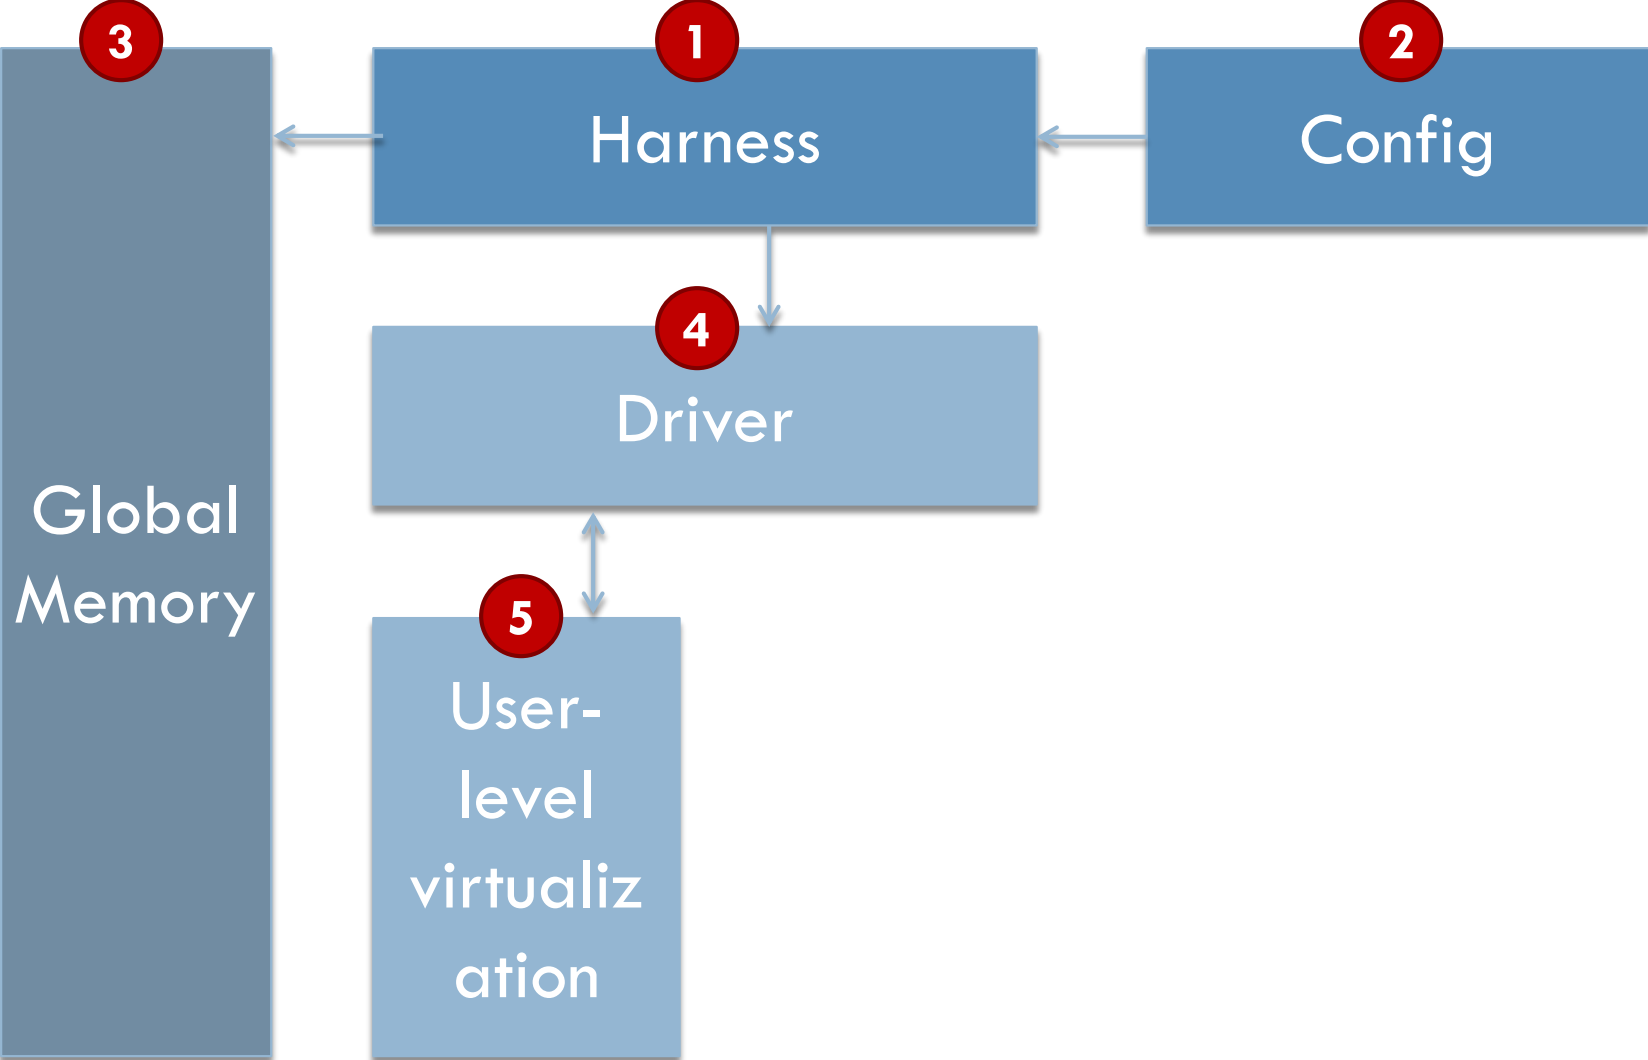 3
1
2
Harness
Config
4
Driver
Global
Memory
5
User-
level
virtualiz
ation